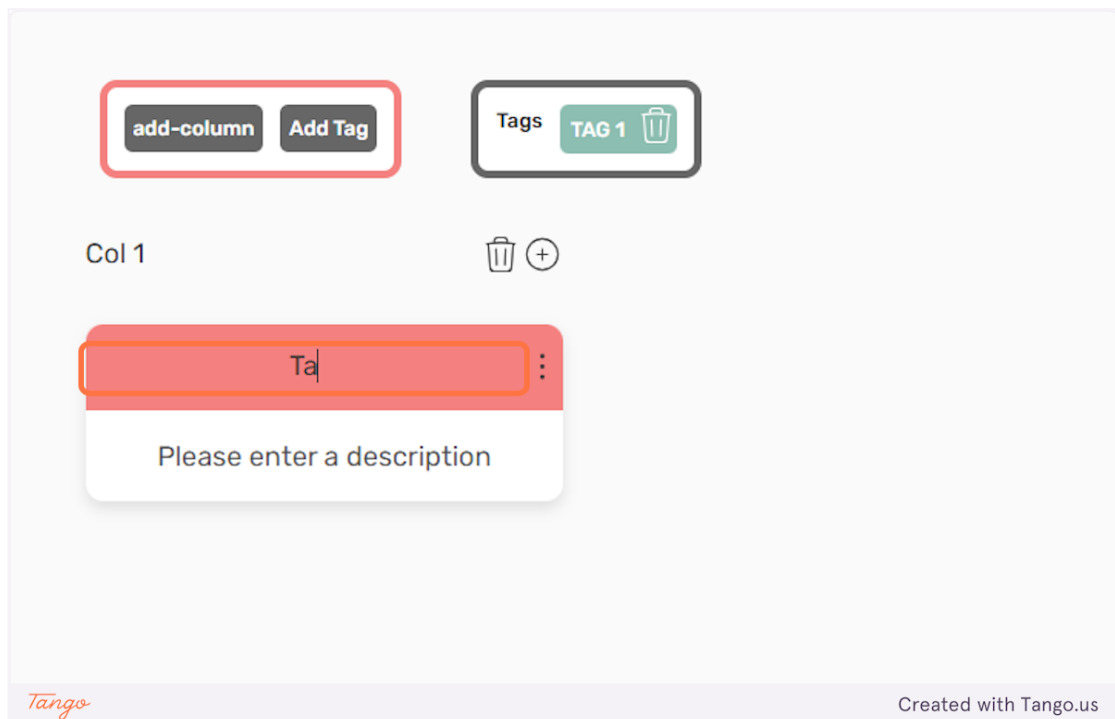 add-column Add Tag
Tags TAG 1
Col 1
Ta
Please enter a description
Tango
Created with Tango.us